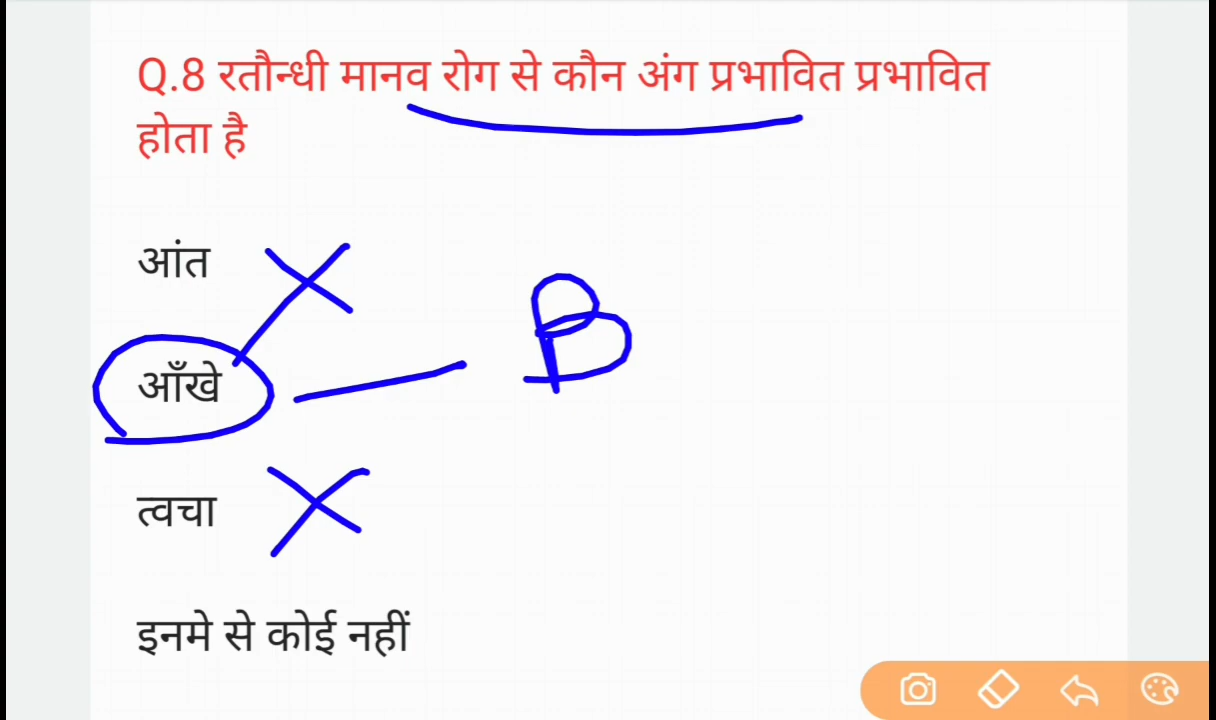 Q.8 रतौन्धी मानव रोग से कौन अंग प्रभावित प्रभावित
होता है
आंत
आँखे
B
त्वचा
इनमे से कोई नहीं